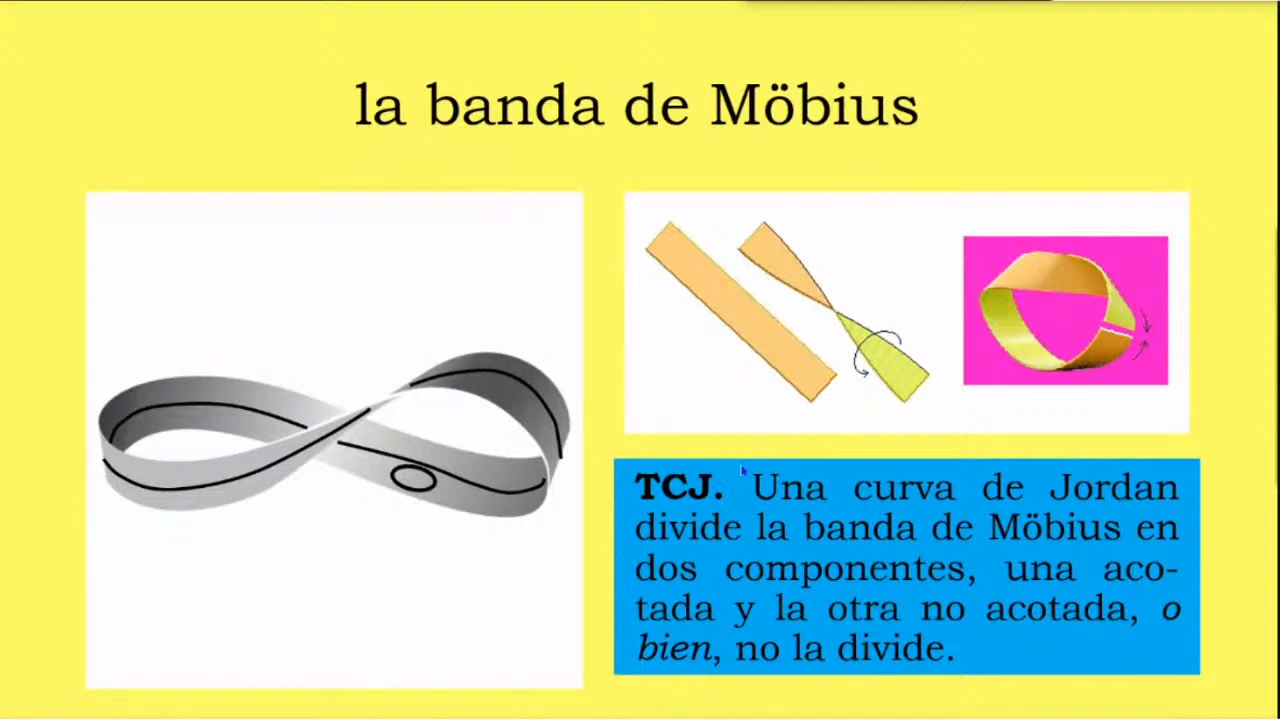 la banda de Möbius
TCJ. Una curva de Jordan
divide la banda de Möbius en
dos componentes, una aco-
tada y la otra no acotada, o
bien, no la divide.